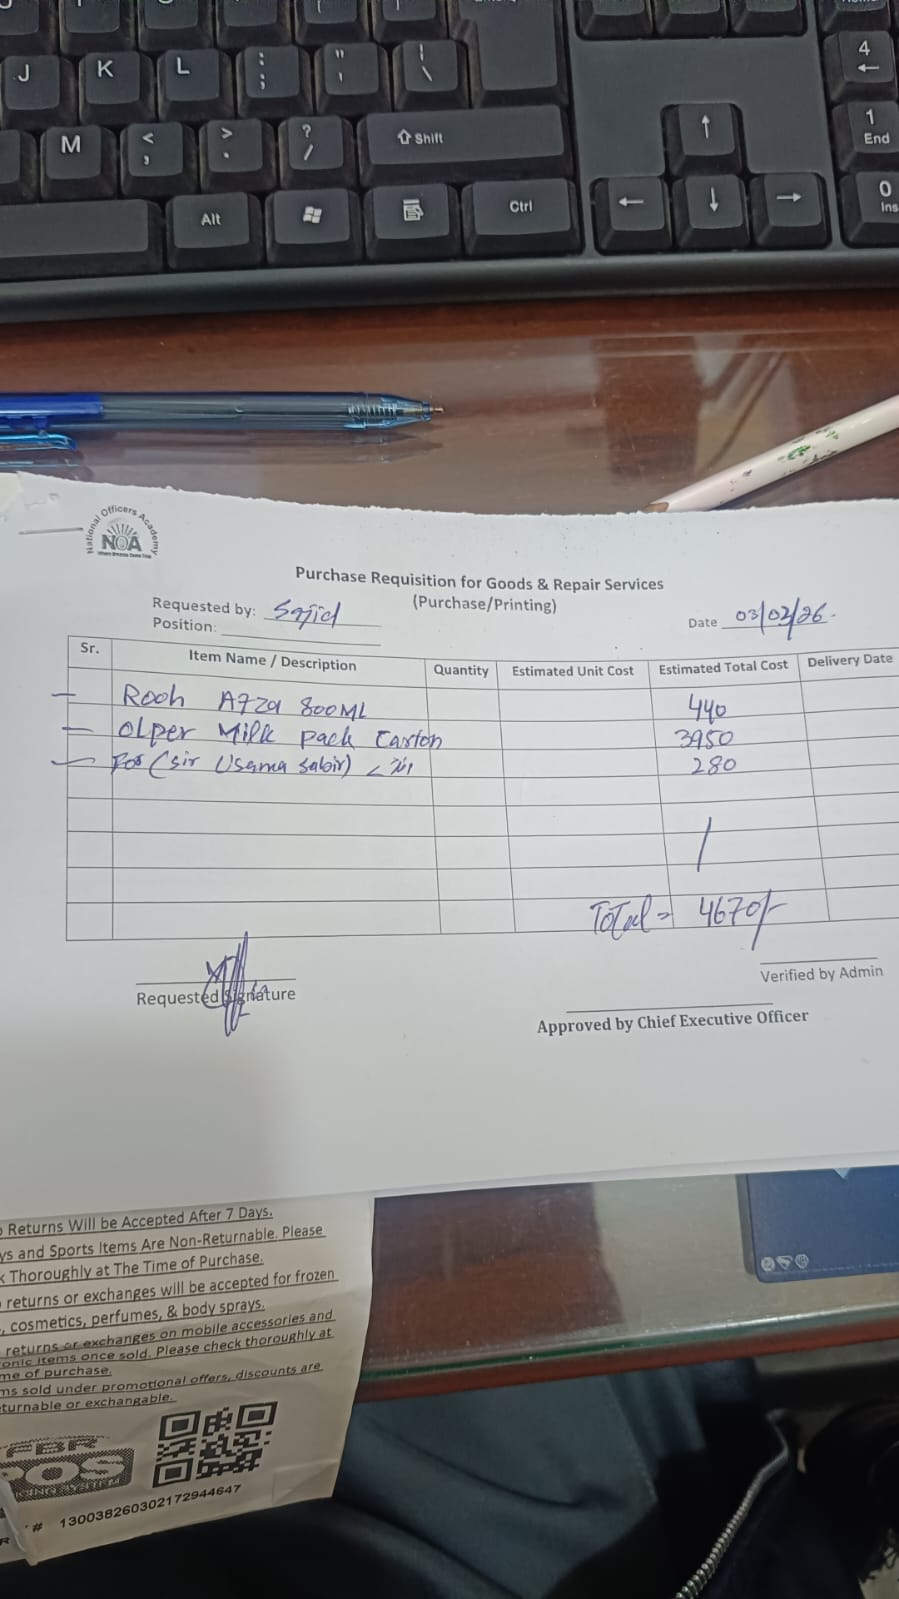 J K L : ; " ' | \
4 ←
M < , > . ? / ⇧ Shift ↑ 1 End
Alt Ctrl ← ↓ → 0 Ins
National Officers Academy
NOA
Purchase Requisition for Goods & Repair Services
(Purchase/Printing)
Requested by: Sajid
Position:
Date 03/02/26.
Sr. Item Name / Description Quantity Estimated Unit Cost Estimated Total Cost Delivery Date
Rooh Afza 800ML 440
Olper Milk pack Carton 3950
For (Sir Usama Sabir) 280
Total = 4670/-
Requested Signature
Verified by Admin
Approved by Chief Executive Officer
Returns Will be Accepted After 7 Days.
ys and Sports Items Are Non-Returnable. Please
k Thoroughly at The Time of Purchase.
returns or exchanges will be accepted for frozen
, cosmetics, perfumes, & body sprays.
returns or exchanges on mobile accessories and
onic items once sold. Please check thoroughly at
me of purchase.
ms sold under promotional offers, discounts are
turnable or exchangable.
FBR
POS
# 130038260302172944647